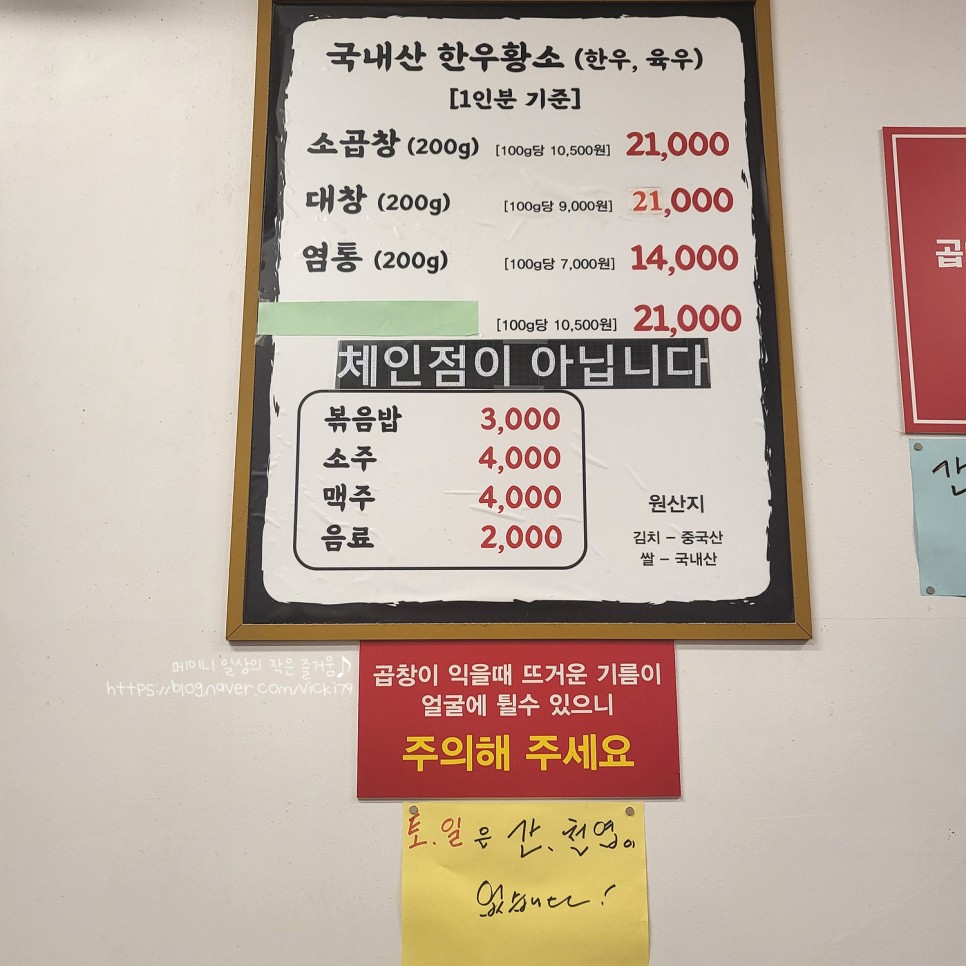 국내산 한우황소 (한우, 육우)
[1인분 기준]
소곱창 (200g) [100g당 10,500원] 21,000
대창 (200g) [100g당 9,000원] 21,000
염통 (200g) [100g당 7,000원] 14,000
[100g당 10,500원] 21,000
체인점이 아닙니다
볶음밥 3,000
소주 4,000
맥주 4,000
음료 2,000
원산지
김치 - 중국산
쌀 - 국내산
메미니 일상의 작은 즐거움♪
https://blog.naver.com/vicki79
곱창이 익을때 뜨거운 기름이
얼굴에 튈수 있으니
주의해 주세요
토.일은 간.천엽이
없습니다!
곱
간